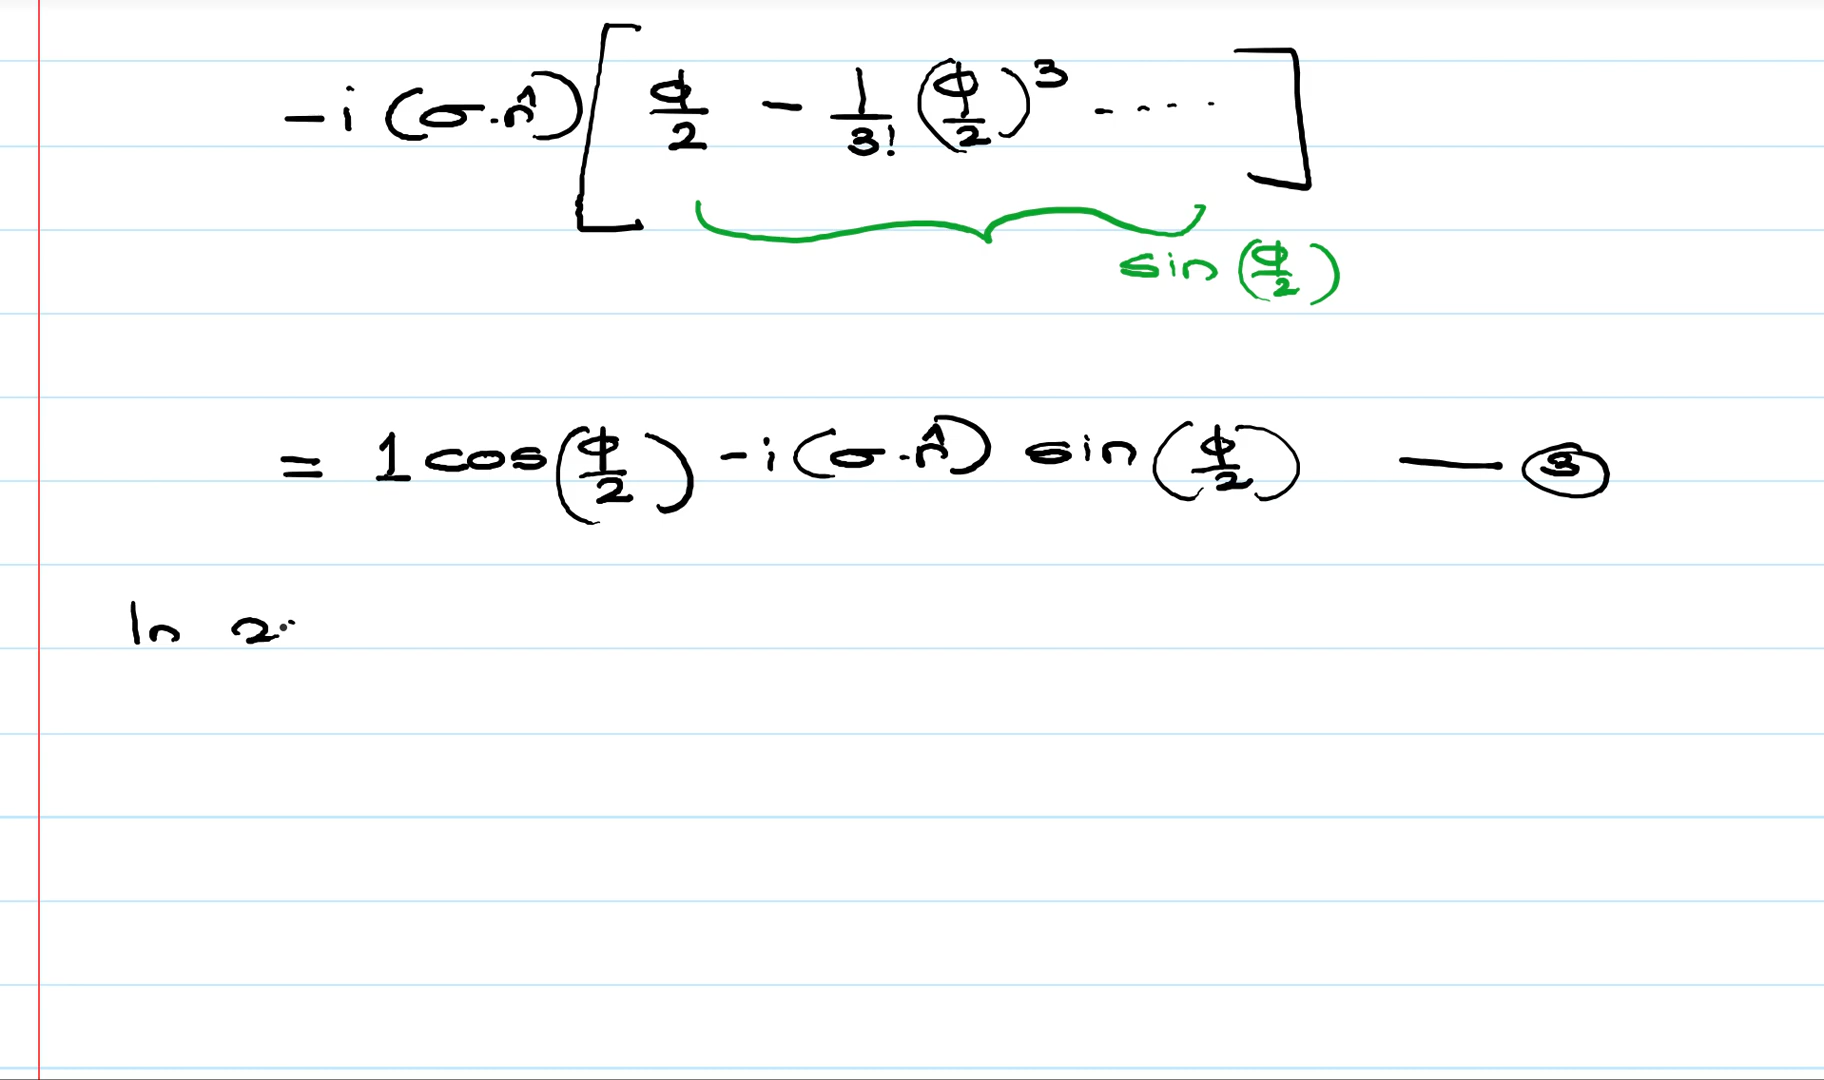 -i (σ.n̂) [ φ/2 - 1/3! (φ/2)³ ----- ]
sin (φ/2)
= 1 cos (φ/2) - i (σ.n̂) sin (φ/2) — ③
In 2